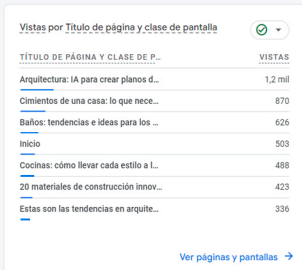 Vistas por Título de página y clase de pantalla
TÍTULO DE PÁGINA Y CLASE DE P... VISTAS
Arquitectura: IA para crear planos d... 1,2 mil
Cimientos de una casa: lo que nece... 870
Baños: tendencias e ideas para los ... 626
Inicio 503
Cocinas: cómo llevar cada estilo a l... 488
20 materiales de construcción innov... 423
Estas son las tendencias en arquite... 336
Ver páginas y pantallas